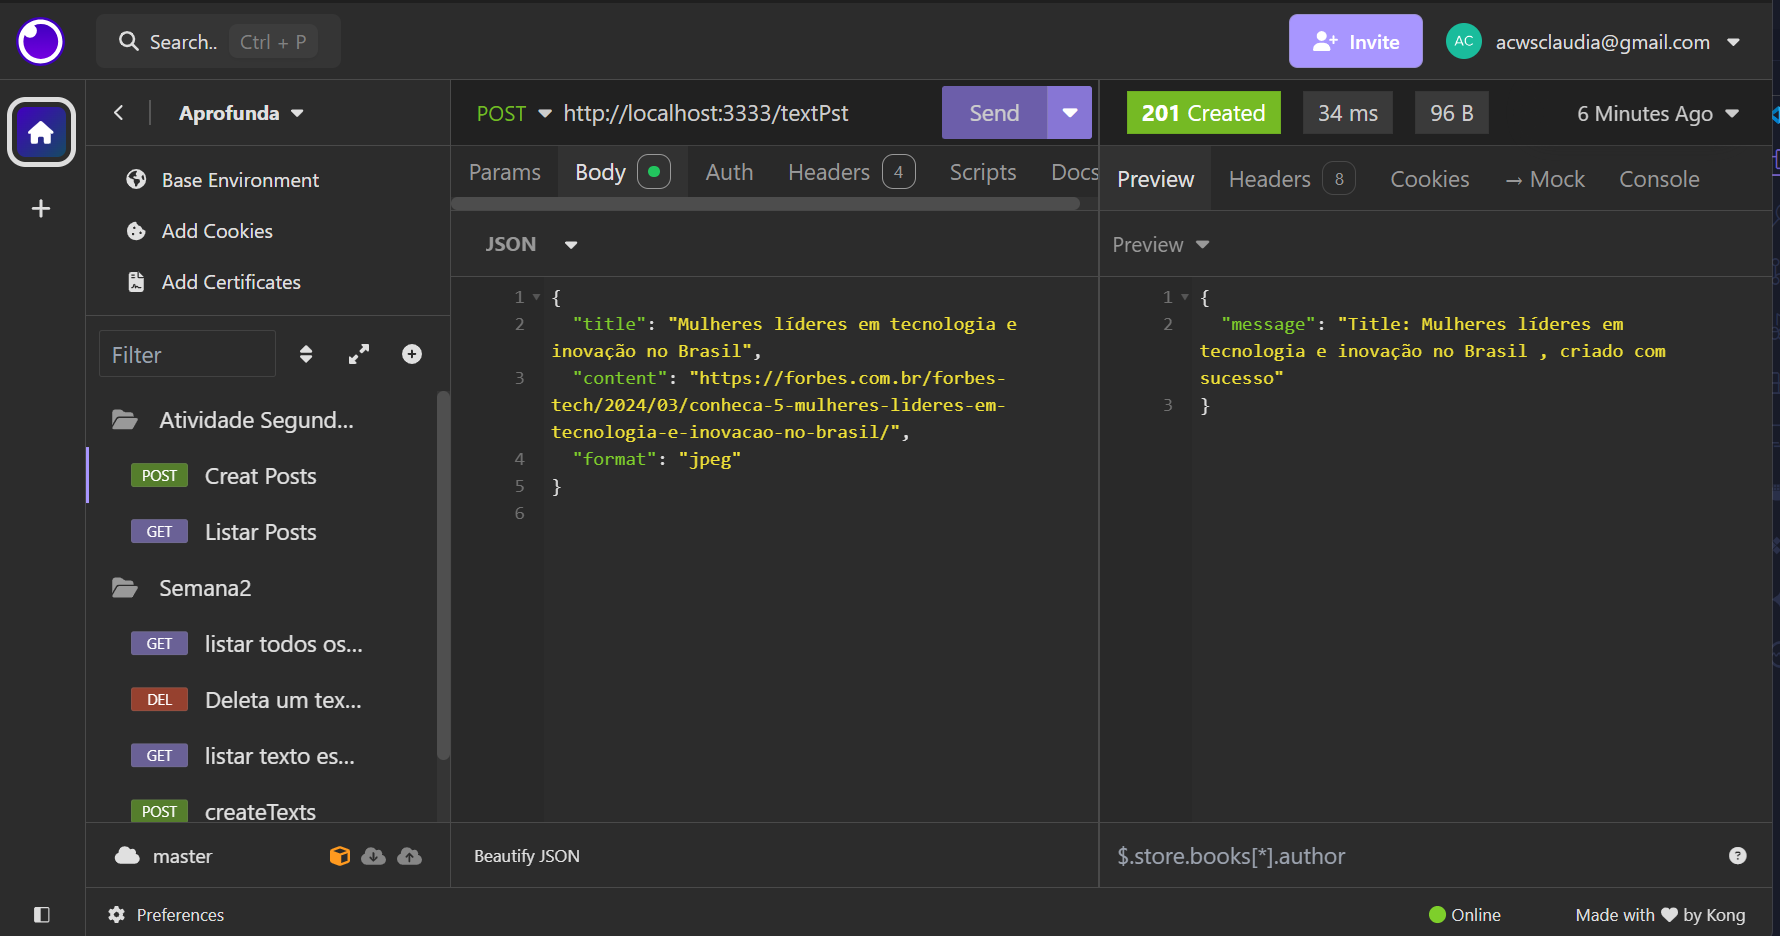 Search.. Ctrl + P
Invite
AC acwsclaudia@gmail.com
Aprofunda
Base Environment
Add Cookies
Add Certificates
Filter
Atividade Segund...
POST Creat Posts
GET Listar Posts
Semana2
GET listar todos os...
DEL Deleta um tex...
GET listar texto es...
POST createTexts
master
Preferences
POST http://localhost:3333/textPst Send
Params Body Auth Headers 4 Scripts Docs
JSON
1 {
2 "title": "Mulheres líderes em tecnologia e
inovação no Brasil",
3 "content": "https://forbes.com.br/forbes-
tech/2024/03/conheca-5-mulheres-lideres-em-
tecnologia-e-inovacao-no-brasil/",
4 "format": "jpeg"
5 }
6
Beautify JSON
201 Created 34 ms 96 B 6 Minutes Ago
Preview Headers 8 Cookies → Mock Console
Preview
1 {
2 "message": "Title: Mulheres líderes em
tecnologia e inovação no Brasil , criado com
sucesso"
3 }
$.store.books[*].author
Online Made with ❤ by Kong